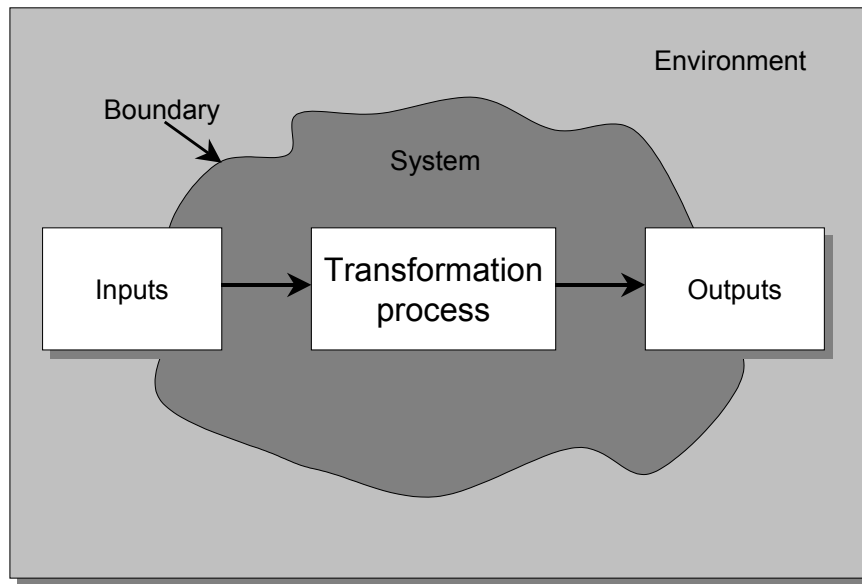 Environment
Boundary
System
Inputs
Transformation
process
Outputs